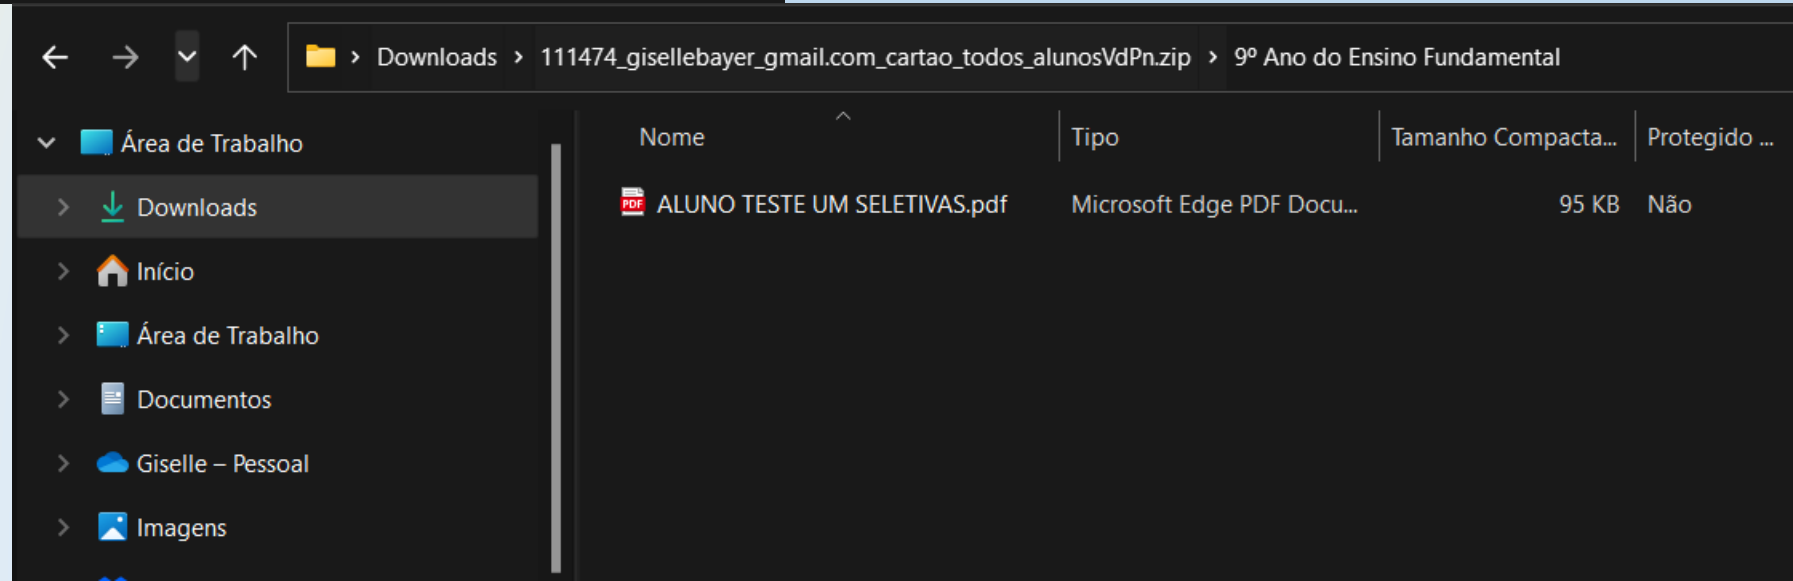 Downloads > 111474_gisellebayer_gmail.com_cartao_todos_alunosVdPn.zip > 9º Ano do Ensino Fundamental
Área de Trabalho
Downloads
Início
Área de Trabalho
Documentos
Giselle – Pessoal
Imagens
Nome Tipo Tamanho Compacta... Protegido ...
PDF ALUNO TESTE UM SELETIVAS.pdf Microsoft Edge PDF Docu... 95 KB Não